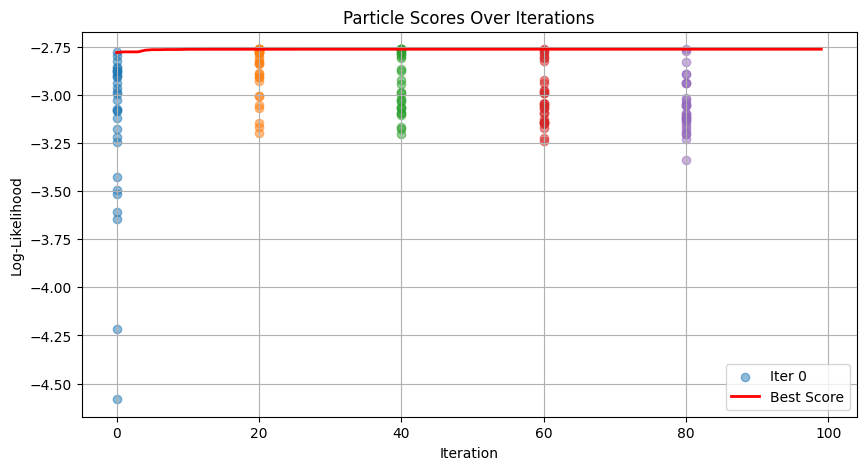 Particle Scores Over Iterations
Log-Likelihood
−2.75
−3.00
−3.25
−3.50
−3.75
−4.00
−4.25
−4.50
0
20
40
60
80
100
Iteration
Iter 0
Best Score